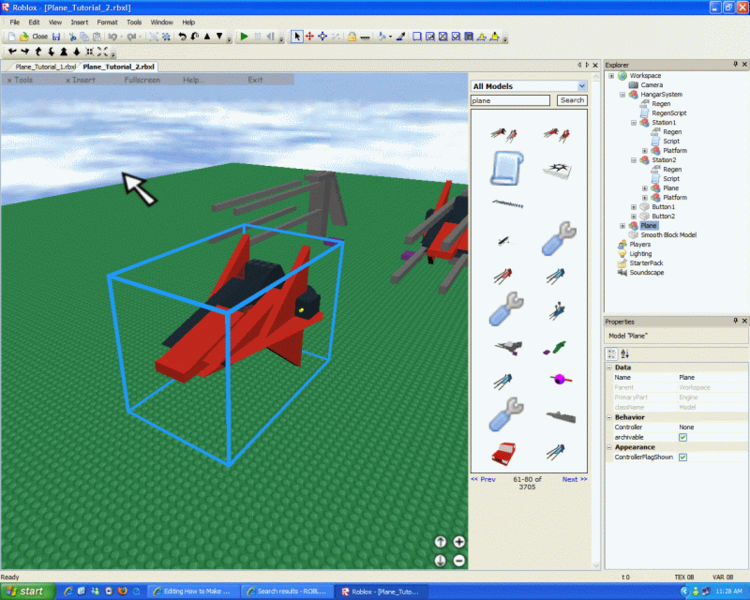 Roblox - [Plane_Tutorial_2.rbxl]
File Edit View Insert Format Tools Window Help
Close
Plane_Tutorial_1.rbxl Plane_Tutorial_2.rbxl
x Tools x Insert Fullscreen Help... Exit
All Models
plane Search
<< Prev 61-80 of 3705 Next >>
Explorer
Workspace
Camera
HangarSystem
Regen
RegenScript
Station1
Regen
Script
Platform
Station2
Regen
Script
Plane
Platform
Button1
Button2
Plane
Smooth Block Model
Players
Lighting
StarterPack
Soundscape
Properties
Model "Plane"
Data
Name Plane
Parent Workspace
PrimaryPart Engine
className Model
Behavior
Controller None
archivable
Appearance
ControllerFlagShown
Ready t:0 TEX 0B VAR 0B
start Editing How to Make ... Search results - ROBL... Roblox - [Plane_Tuto... 11:28 AM